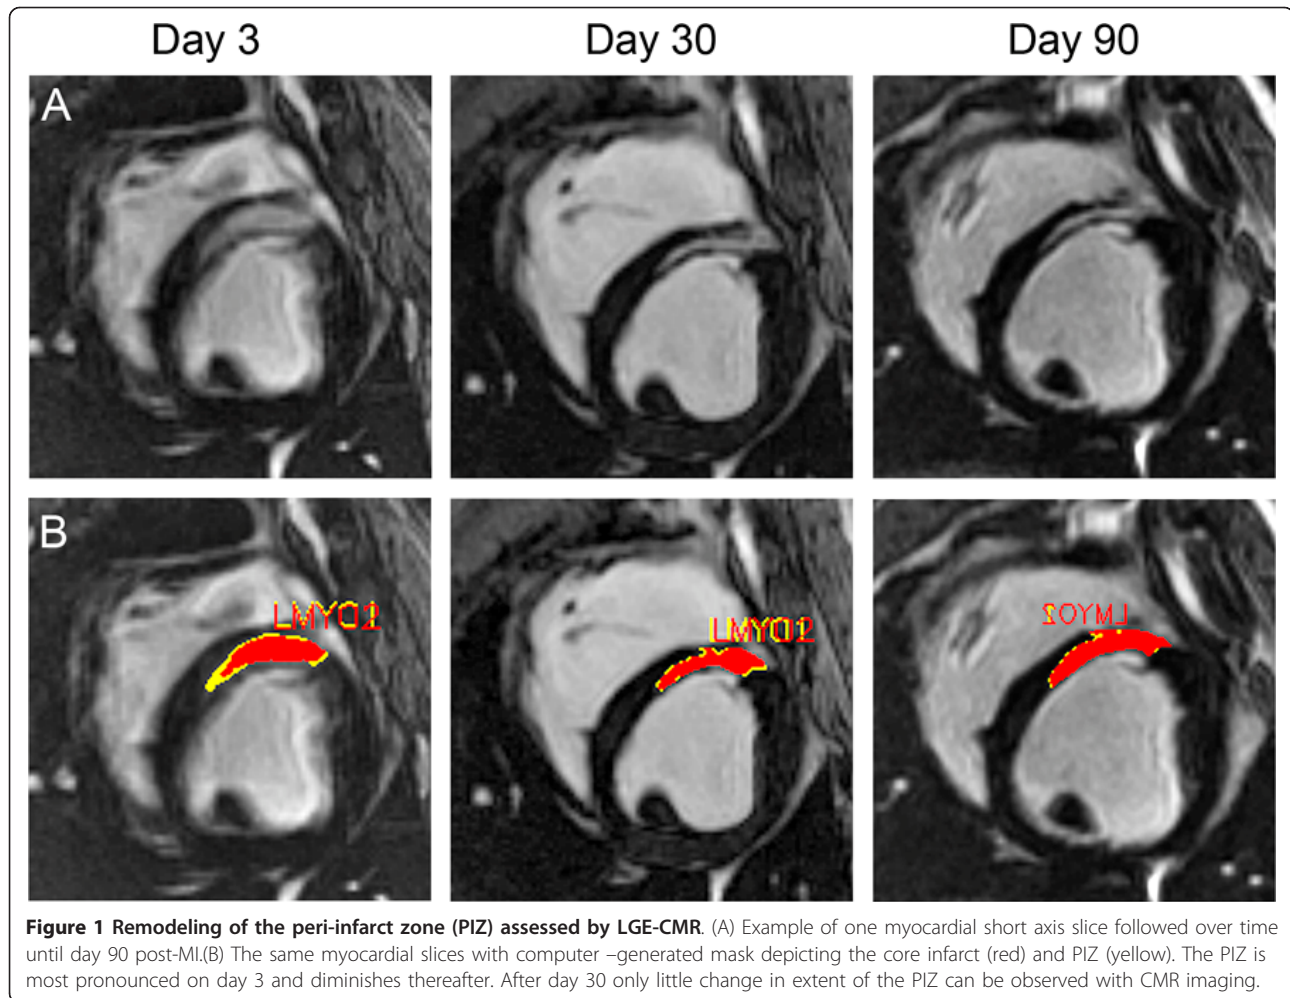 Day 3
Day 30
Day 90
A
B
Figure 1 Remodeling of the peri-infarct zone (PIZ) assessed by LGE-CMR. (A) Example of one myocardial short axis slice followed over time
until day 90 post-MI.(B) The same myocardial slices with computer –generated mask depicting the core infarct (red) and PIZ (yellow). The PIZ is
most pronounced on day 3 and diminishes thereafter. After day 30 only little change in extent of the PIZ can be observed with CMR imaging.